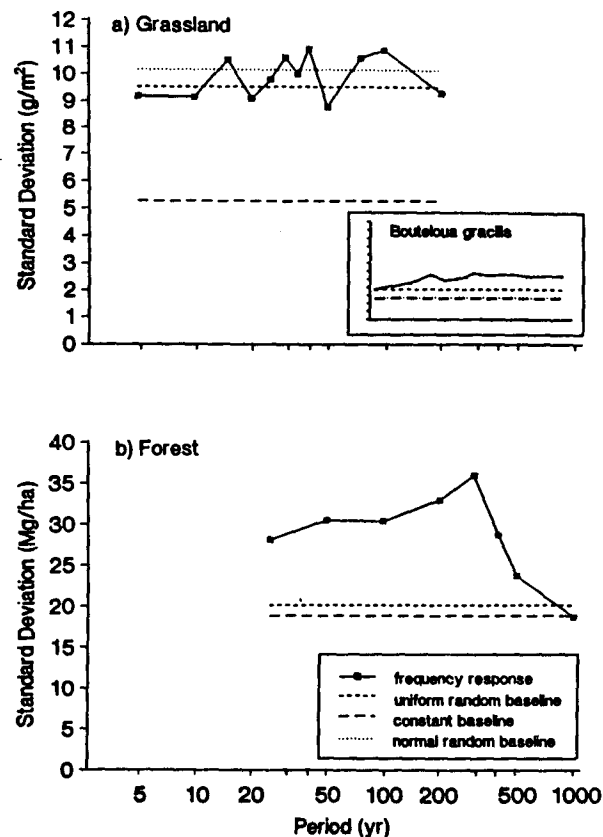 a) Grassland
Standard Deviation (g/m²)
12
11
10
9
8
7
6
5
4
3
2
1
0
Bouteloua gracilis
b) Forest
Standard Deviation (Mg/ha)
40
35
30
25
20
15
10
5
0
frequency response
uniform random baseline
constant baseline
normal random baseline
5 10 20 50 100 200 500 1000
Period (yr)